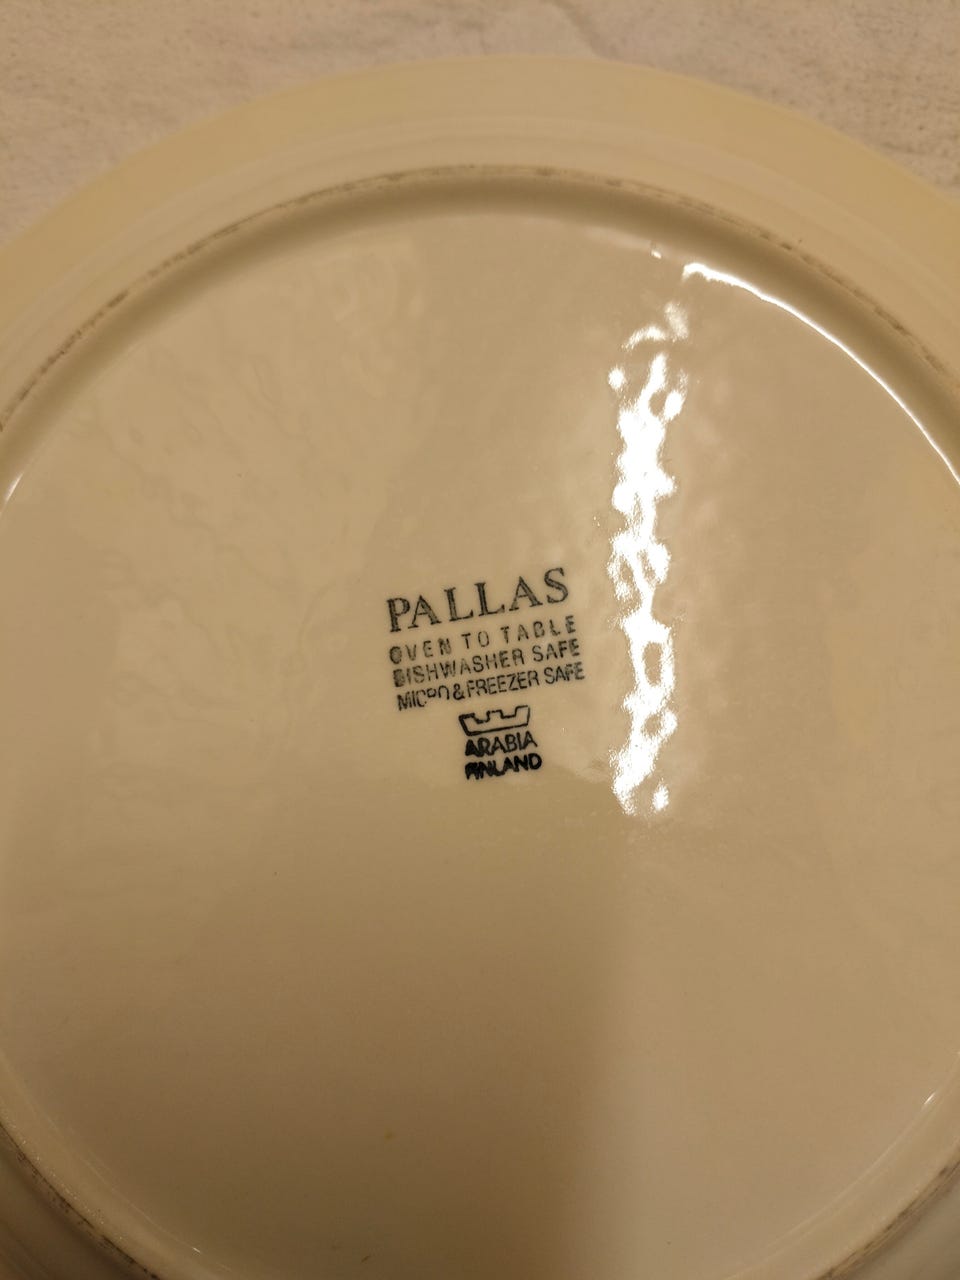 PALLAS
OVEN TO TABLE
DISHWASHER SAFE
MICRO & FREEZER SAFE
ARABIA
FINLAND